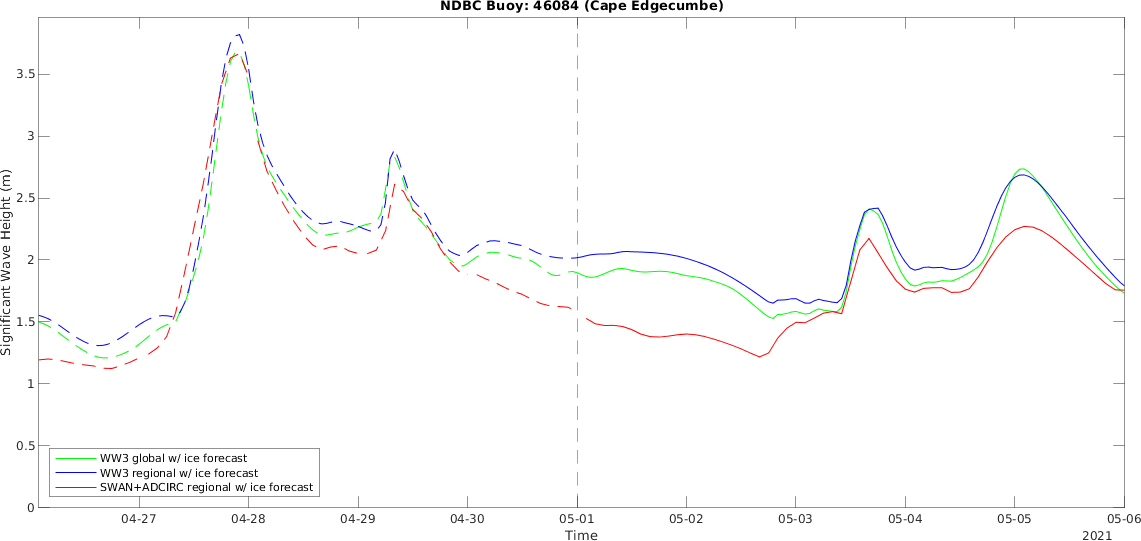 NDBC Buoy: 46084 (Cape Edgecumbe)
Significant Wave Height (m)
3.5
3
2.5
2
1.5
1
0.5
0
WW3 global w/ ice forecast
WW3 regional w/ ice forecast
SWAN+ADCIRC regional w/ ice forecast
04-27 04-28 04-29 04-30 05-01 05-02 05-03 05-04 05-05 05-06
Time
2021